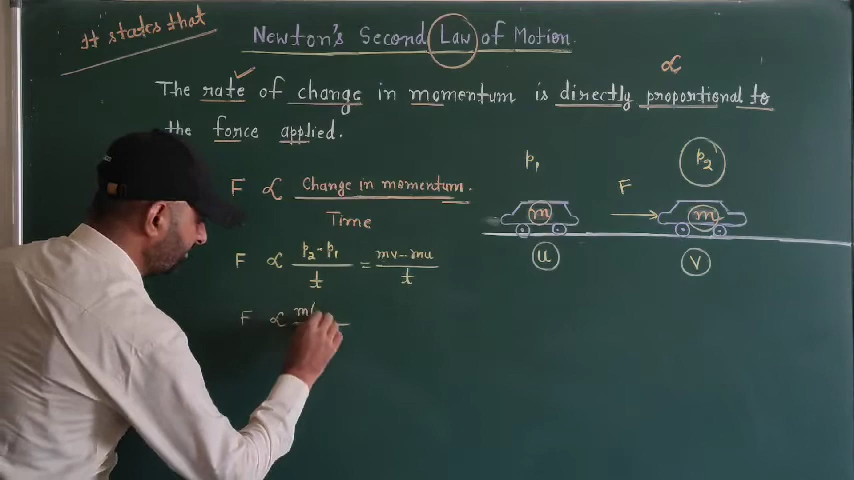 It states that
Newton's Second Law of Motion.
∝
The rate of change in momentum is directly proportional to
the force applied.
F ∝ Change in momentum.
Time
F ∝ p₂-p₁ / t = mv-mu / t
F ∝ m(
p₁
p₂
F
m
m
u
v